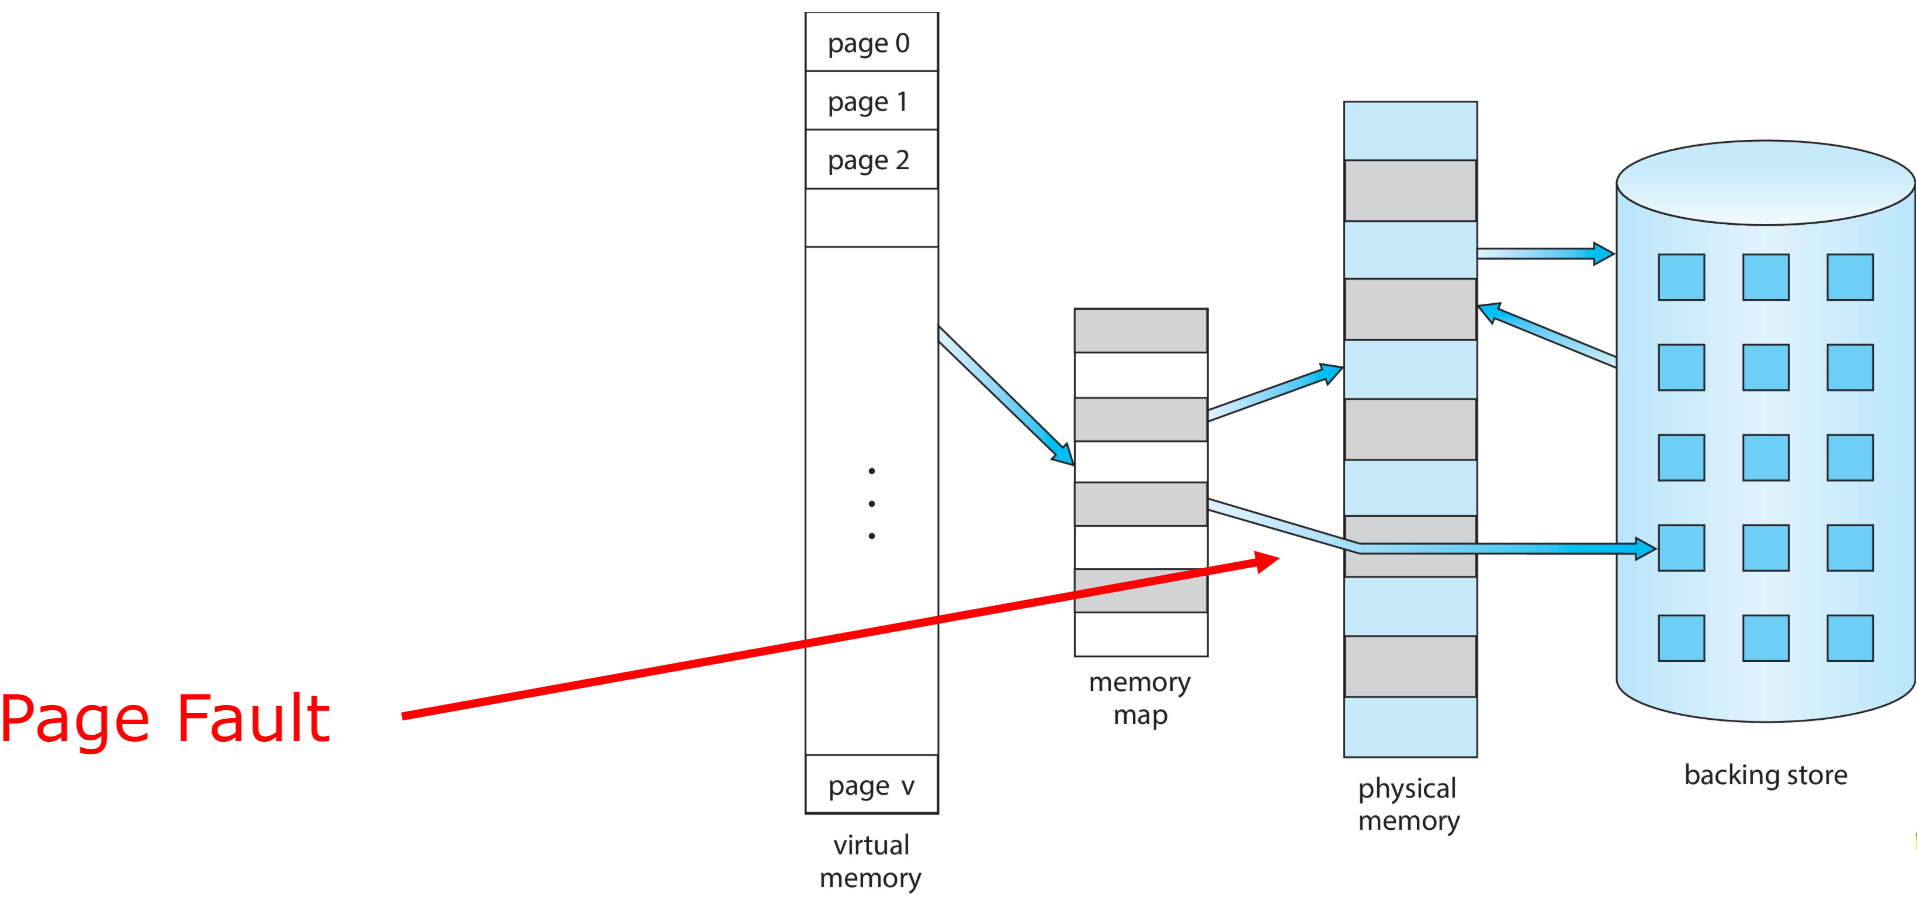 page 0
page 1
page 2
page v
virtual
memory
memory
map
physical
memory
backing store
Page Fault